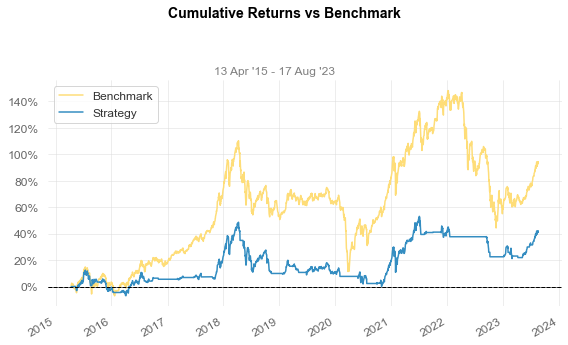 Cumulative Returns vs Benchmark
13 Apr '15 - 17 Aug '23
Benchmark
Strategy
140%
120%
100%
80%
60%
40%
20%
0%
2015 2016 2017 2018 2019 2020 2021 2022 2023 2024